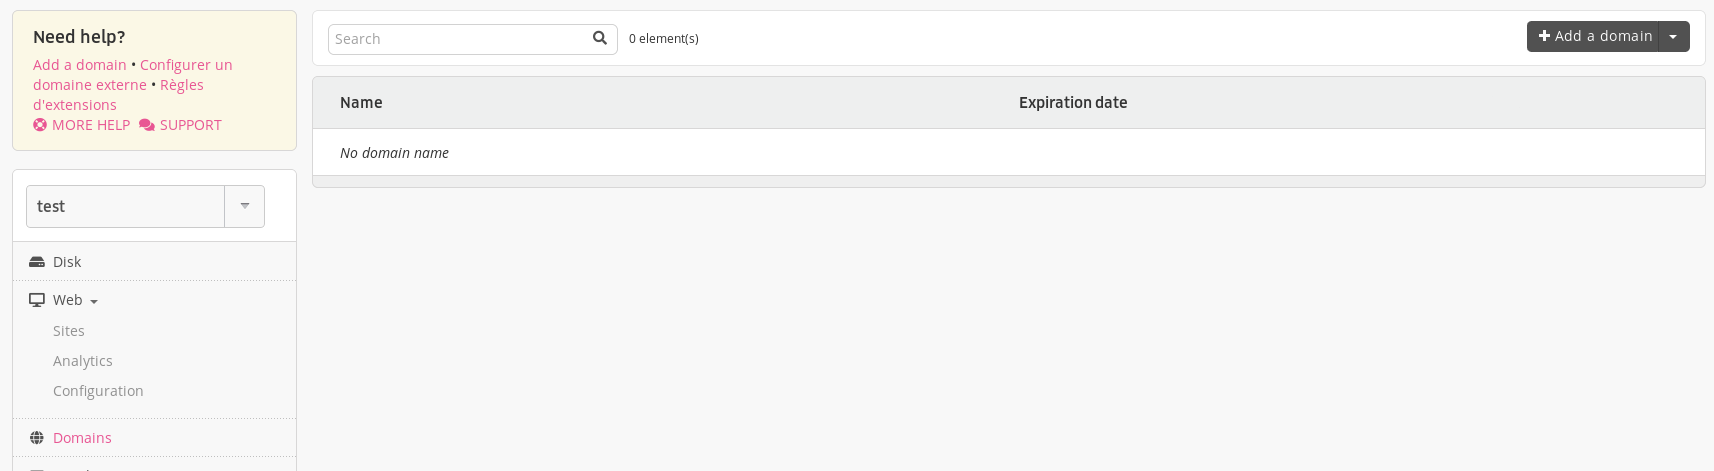 Need help?
Add a domain • Configurer un
domaine externe • Règles
d'extensions
MORE HELP SUPPORT
test
Disk
Web
Sites
Analytics
Configuration
Domains
Search 0 element(s) Add a domain
Name Expiration date
No domain name